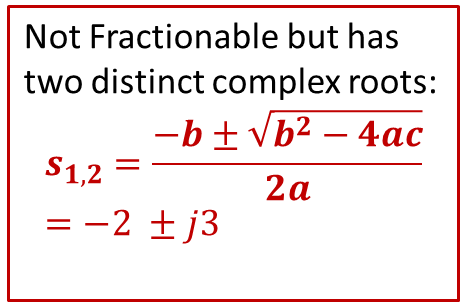 Not Fractionable but has
two distinct complex roots:
s₁,₂ = (−b ± √(b² − 4ac)) / (2a)
= −2 ± j3